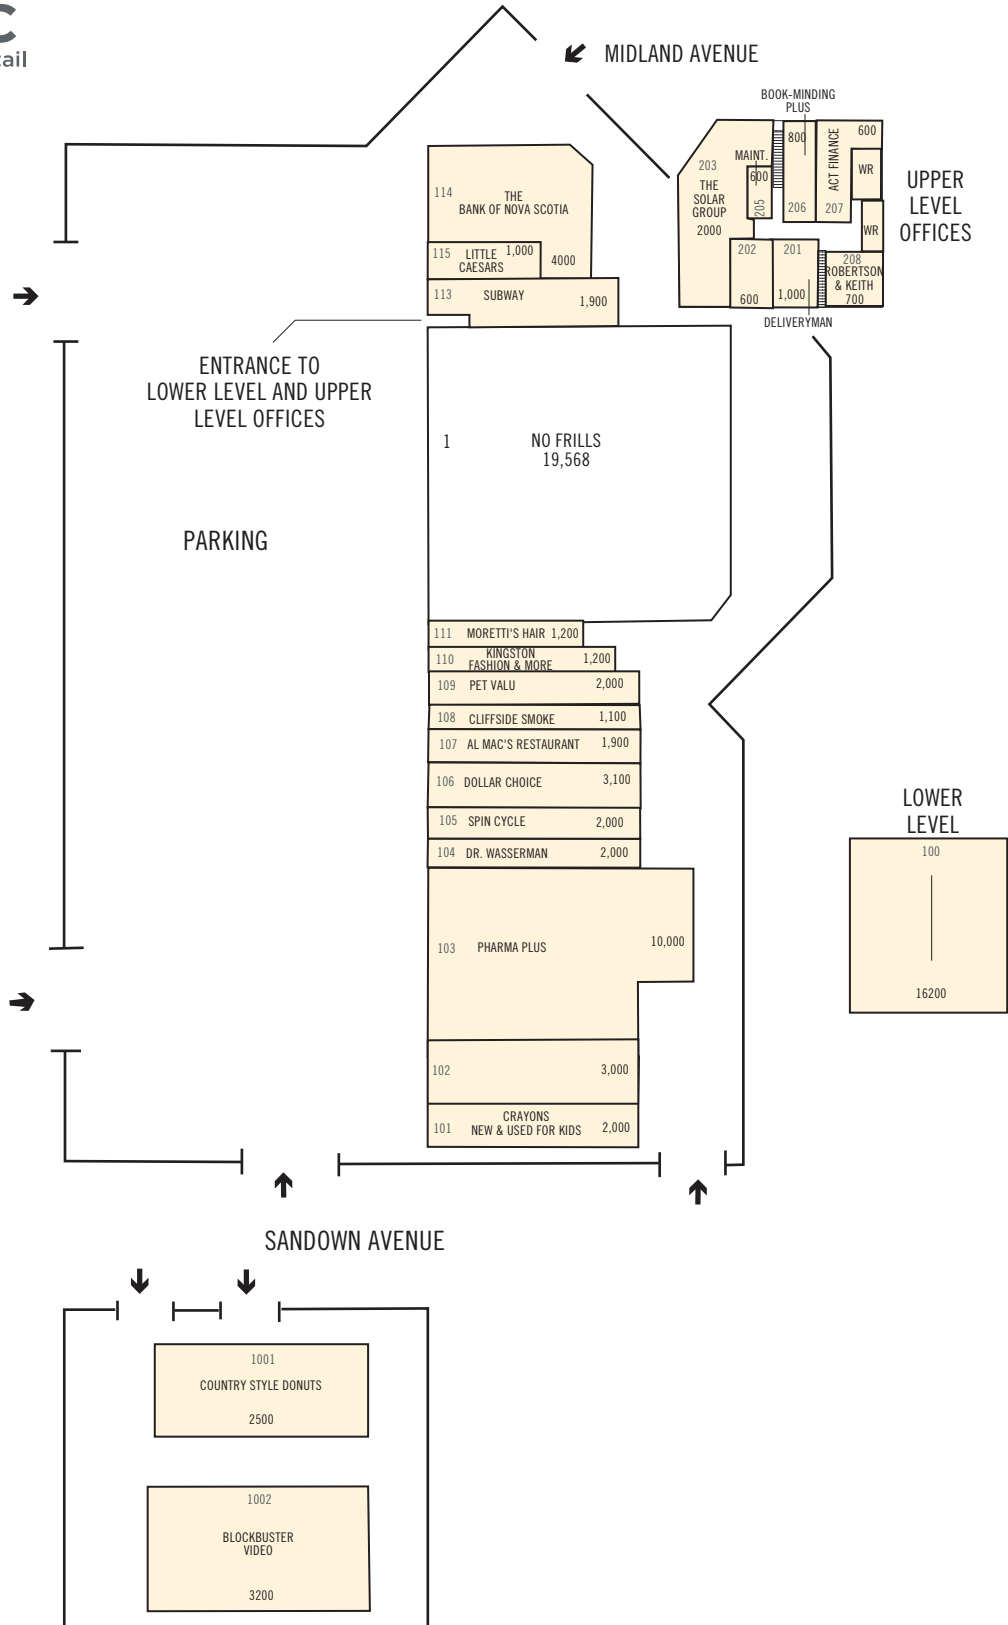 C
tail
MIDLAND AVENUE
BOOK-MINDING
PLUS
800
206
ACT FINANCE
600
207
WR
WR
MAINT.
600
205
203
THE
SOLAR
GROUP
2000
202
600
201
1,000
DELIVERYMAN
208
ROBERTSON
& KEITH
700
UPPER
LEVEL
OFFICES
114
THE
BANK OF NOVA SCOTIA
4000
115 LITTLE CAESARS 1,000
113 SUBWAY 1,900
ENTRANCE TO
LOWER LEVEL AND UPPER
LEVEL OFFICES
1 NO FRILLS
19,568
PARKING
111 MORETTI'S HAIR 1,200
110 KINGSTON
FASHION & MORE 1,200
109 PET VALU 2,000
108 CLIFFSIDE SMOKE 1,100
107 AL MAC'S RESTAURANT 1,900
106 DOLLAR CHOICE 3,100
105 SPIN CYCLE 2,000
104 DR. WASSERMAN 2,000
103 PHARMA PLUS 10,000
102 3,000
101 CRAYONS
NEW & USED FOR KIDS 2,000
LOWER
LEVEL
100
16200
SANDOWN AVENUE
1001
COUNTRY STYLE DONUTS
2500
1002
BLOCKBUSTER
VIDEO
3200